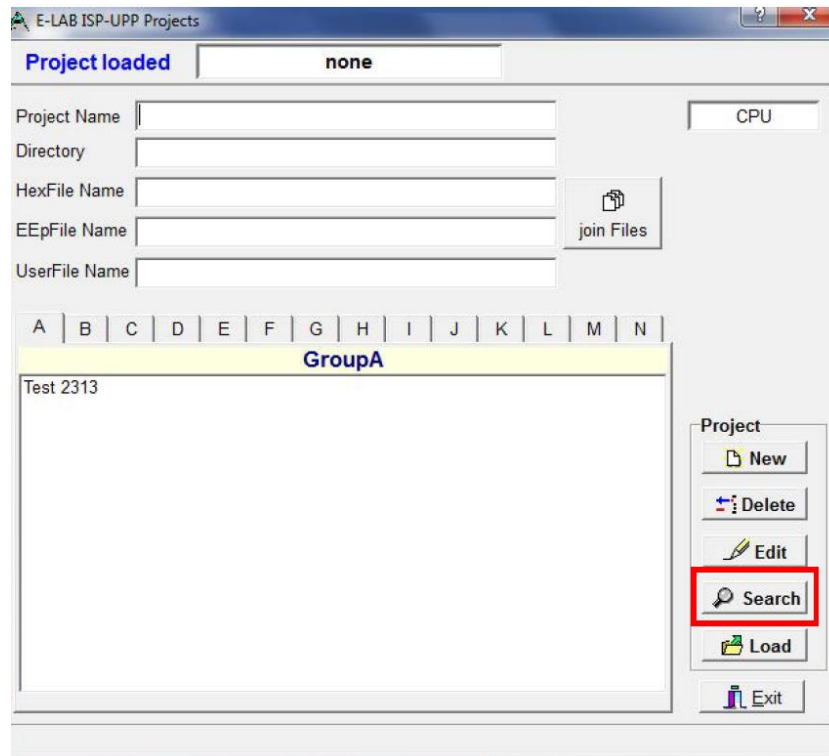 E-LAB ISP-UPP Projects
Project loaded none
Project Name CPU
Directory
HexFile Name
join Files
EEpFile Name
UserFile Name
A B C D E F G H I J K L M N
GroupA
Test 2313
Project
New
Delete
Edit
Search
Load
Exit